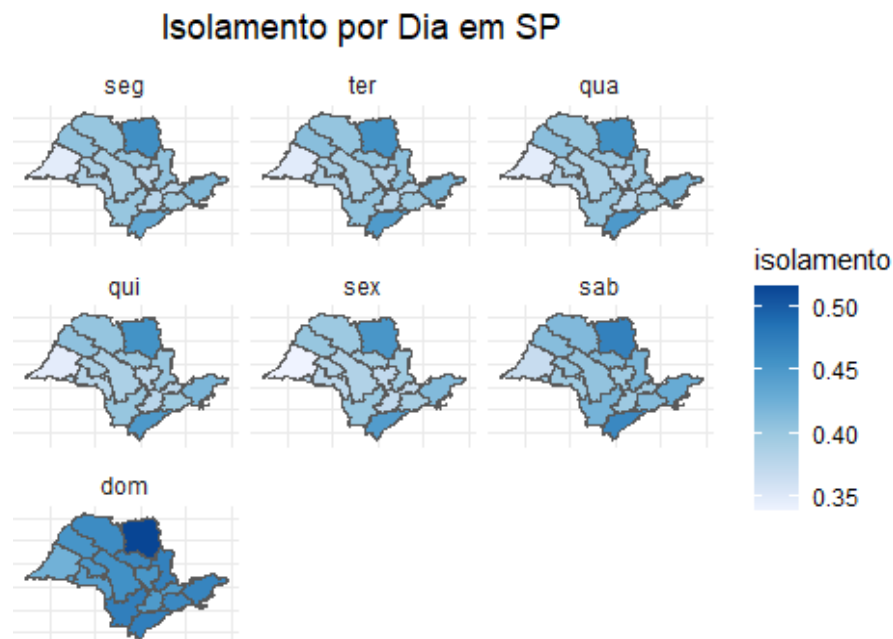 Isolamento por Dia em SP
seg
ter
qua
qui
sex
sab
dom
isolamento
0.50
0.45
0.40
0.35